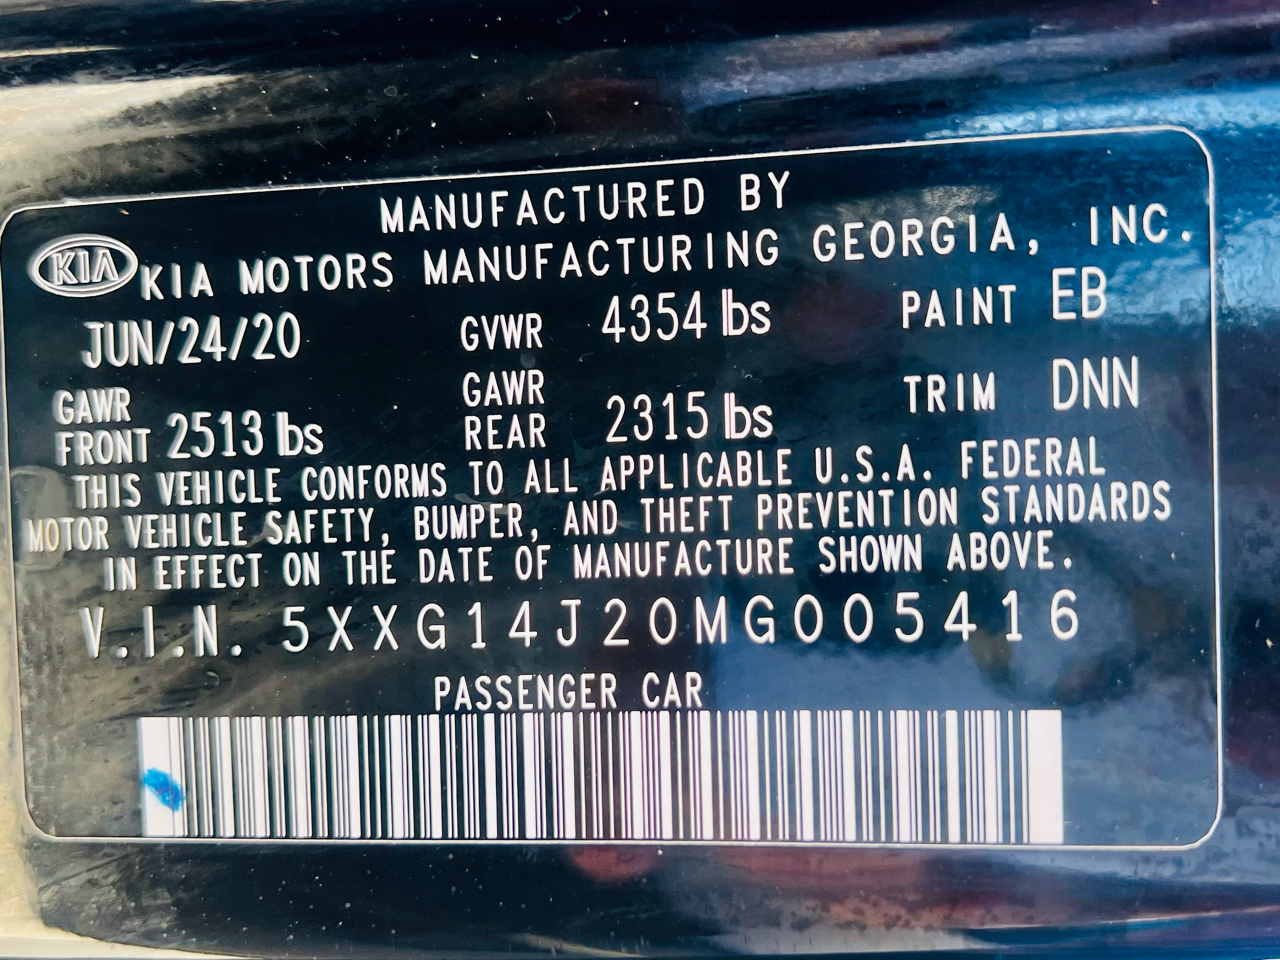 MANUFACTURED BY
KIA KIA MOTORS MANUFACTURING GEORGIA, INC.
JUN/24/20 GVWR 4354 lbs PAINT EB
GAWR FRONT 2513 lbs GAWR REAR 2315 lbs TRIM DNN
THIS VEHICLE CONFORMS TO ALL APPLICABLE U.S.A. FEDERAL
MOTOR VEHICLE SAFETY, BUMPER, AND THEFT PREVENTION STANDARDS
IN EFFECT ON THE DATE OF MANUFACTURE SHOWN ABOVE.
V.I.N. 5XXG14J20MG005416
PASSENGER CAR